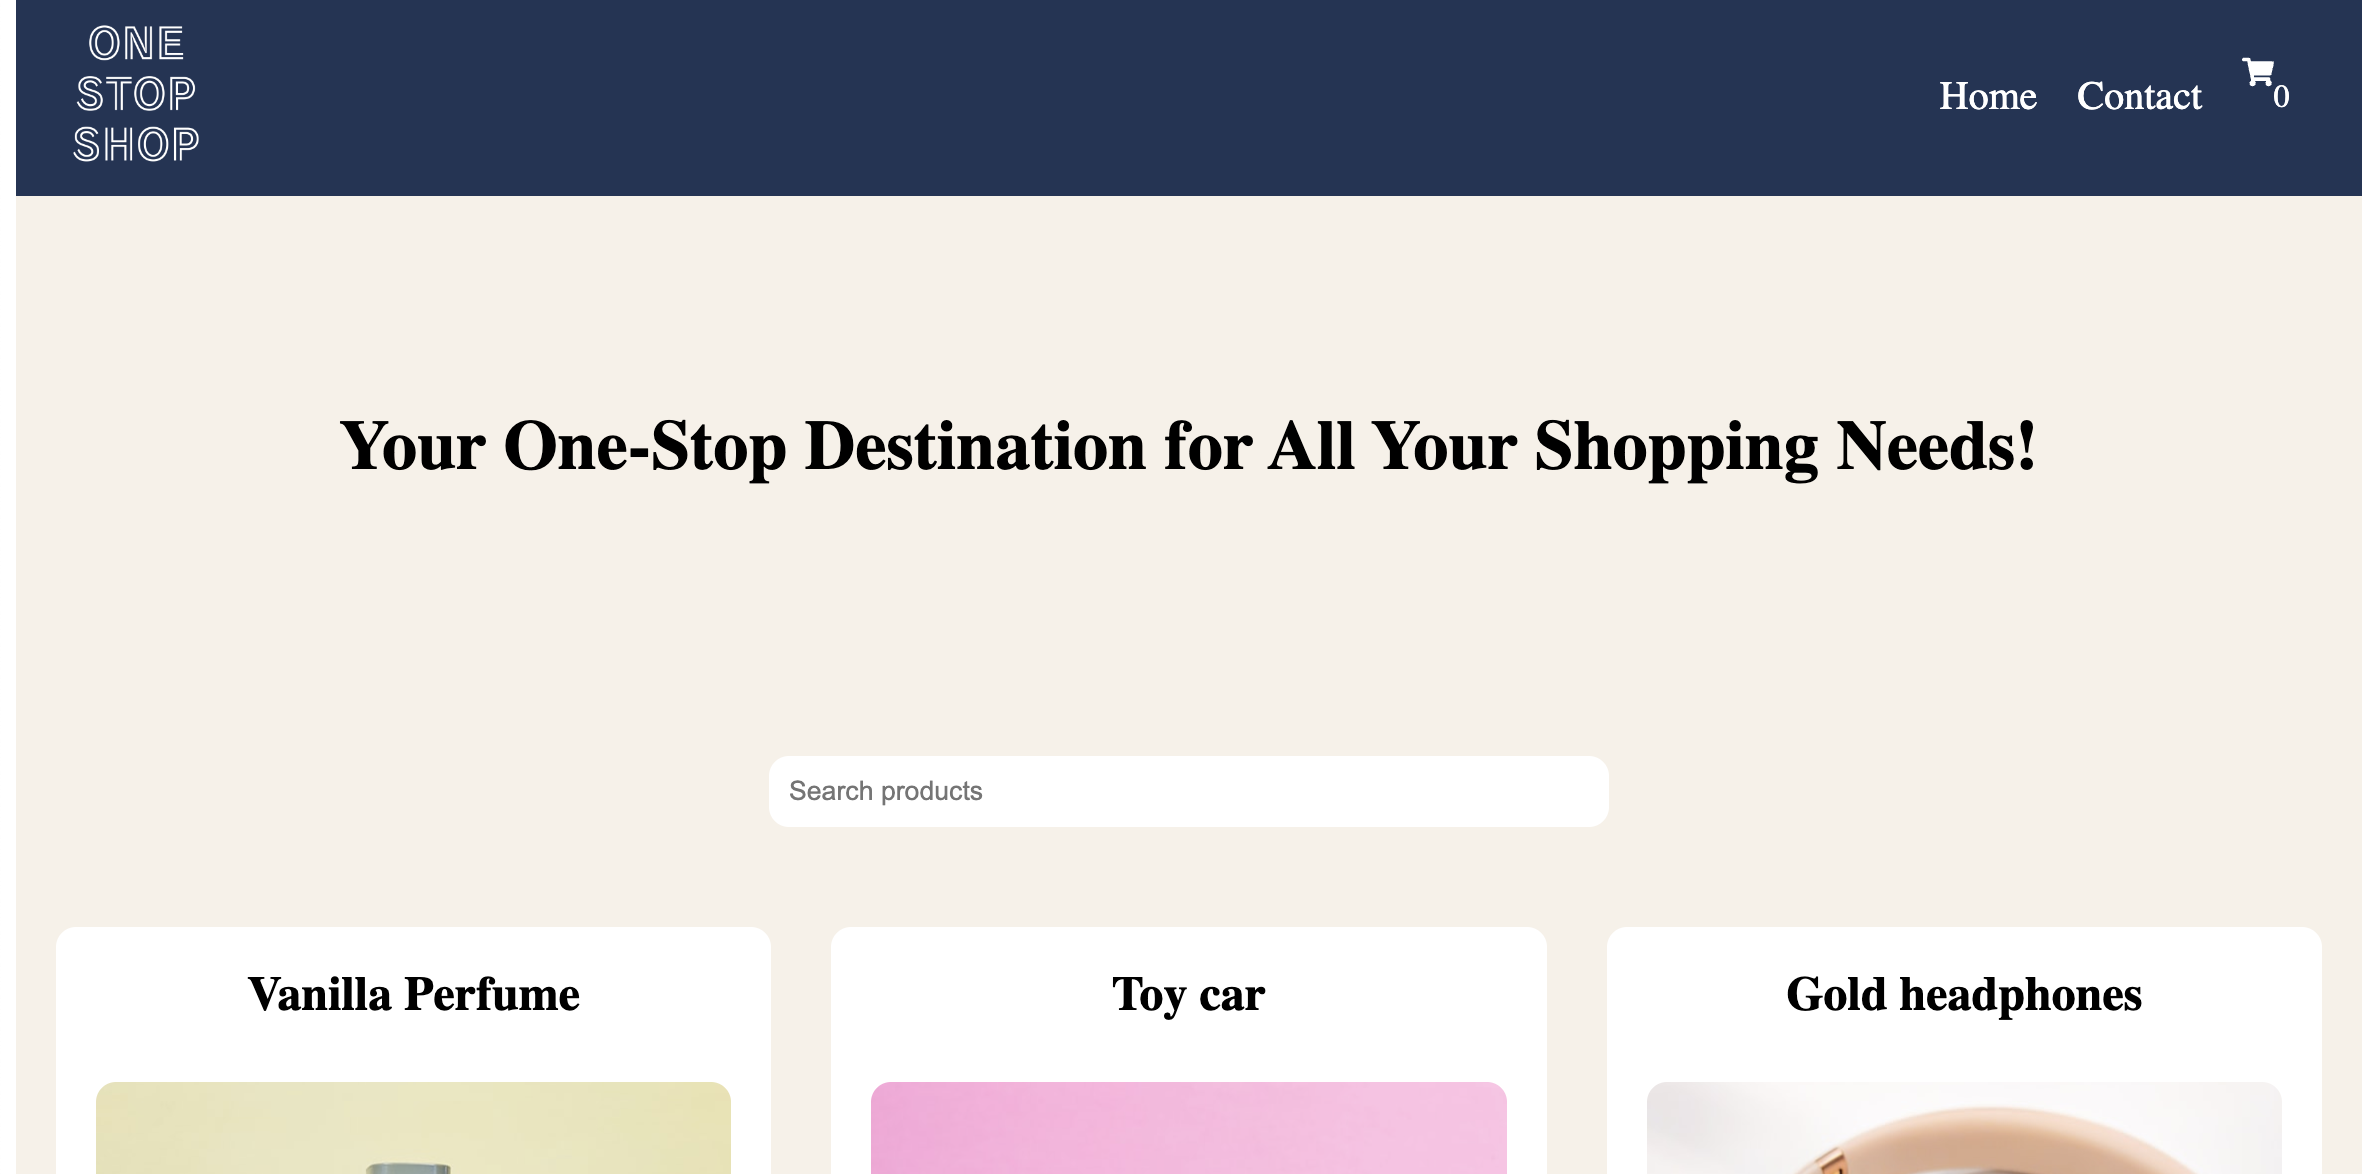 ONE
STOP
SHOP
Home Contact 0
Your One-Stop Destination for All Your Shopping Needs!
Search products
Vanilla Perfume
Toy car
Gold headphones